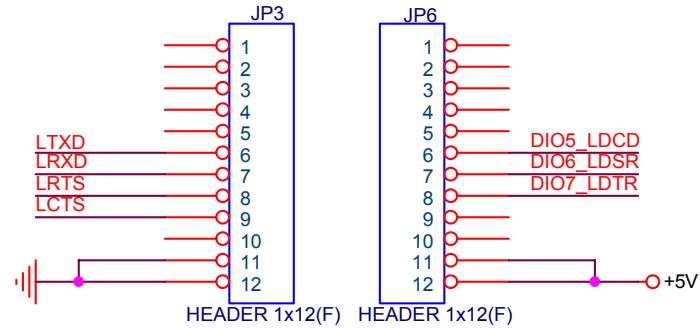 JP3
1
2
3
4
5
LTXD 6
LRXD 7
LRTS 8
LCTS 9
10
11
12
HEADER 1x12(F)
JP6
1
2
3
4
5
6 DIO5_LDCD
7 DIO6_LDSR
8 DIO7_LDTR
9
10
11
12 +5V
HEADER 1x12(F)